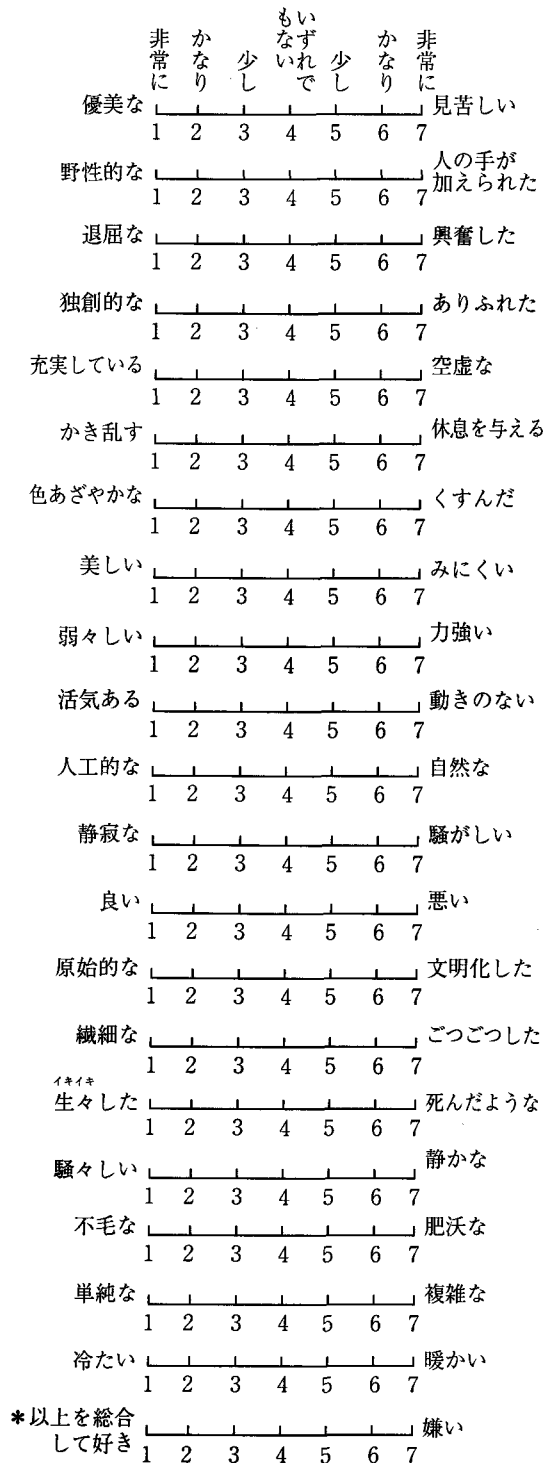 非常に かなり 少し いずれでもない 少し かなり 非常に
優美な 見苦しい
1 2 3 4 5 6 7
野性的な 人の手が加えられた
1 2 3 4 5 6 7
退屈な 興奮した
1 2 3 4 5 6 7
独創的な ありふれた
1 2 3 4 5 6 7
充実している 空虚な
1 2 3 4 5 6 7
かき乱す 休息を与える
1 2 3 4 5 6 7
色あざやかな くすんだ
1 2 3 4 5 6 7
美しい みにくい
1 2 3 4 5 6 7
弱々しい 力強い
1 2 3 4 5 6 7
活気ある 動きのない
1 2 3 4 5 6 7
人工的な 自然な
1 2 3 4 5 6 7
静寂な 騒がしい
1 2 3 4 5 6 7
良い 悪い
1 2 3 4 5 6 7
原始的な 文明化した
1 2 3 4 5 6 7
繊細な ごつごつした
1 2 3 4 5 6 7
イキイキ
生々した 死んだような
1 2 3 4 5 6 7
騒々しい 静かな
1 2 3 4 5 6 7
不毛な 肥沃な
1 2 3 4 5 6 7
単純な 複雑な
1 2 3 4 5 6 7
冷たい 暖かい
1 2 3 4 5 6 7
*以上を総合
して好き 嫌い
1 2 3 4 5 6 7